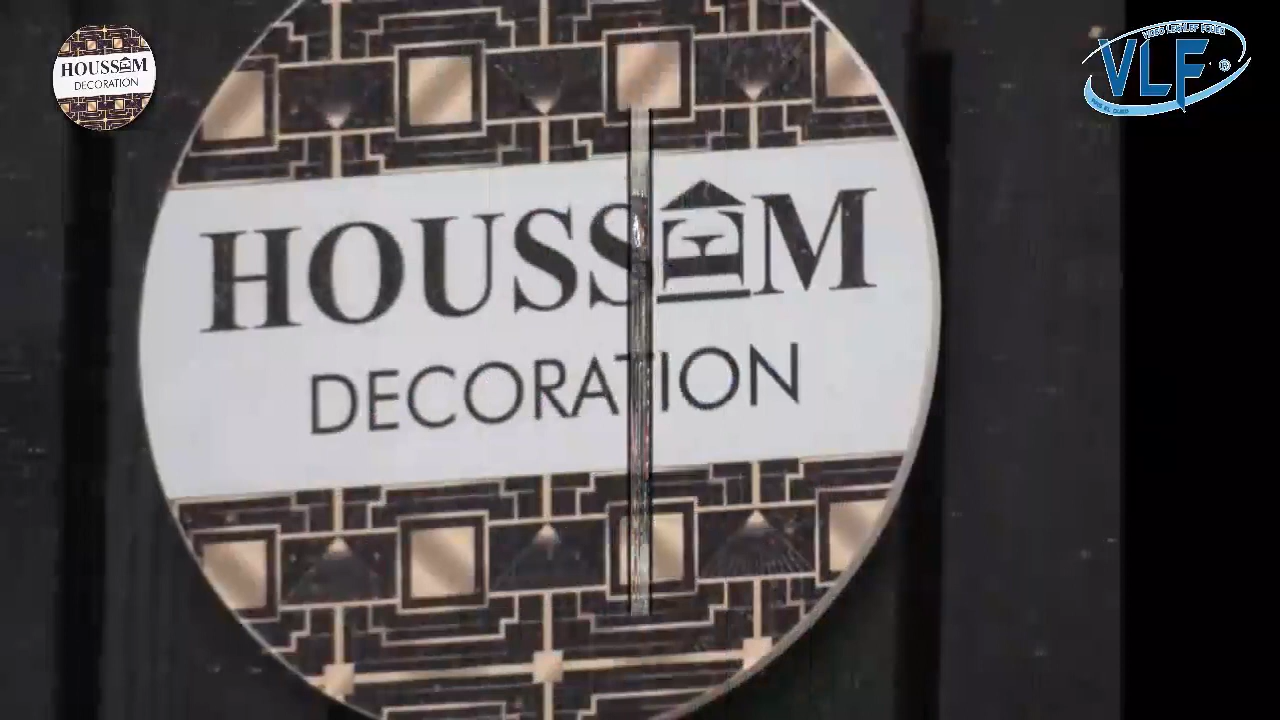 HOUSSEM
DECORATION
VLF
®
HOUSSEM
DECORATION